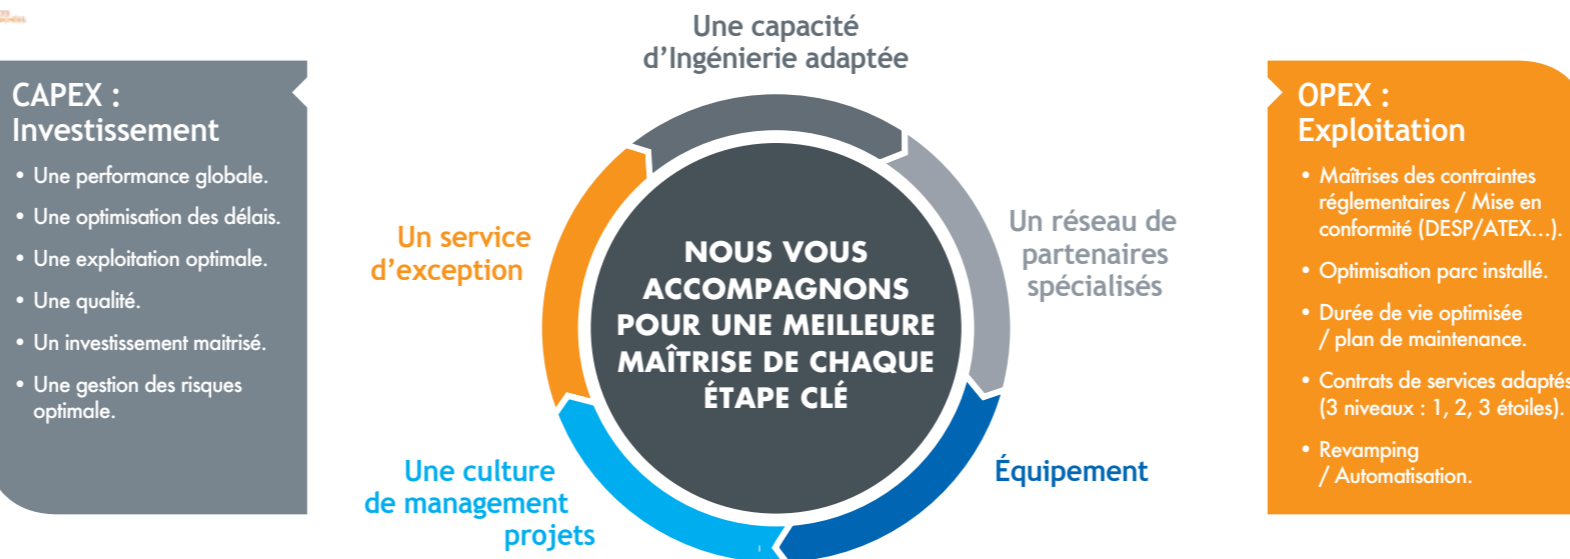 CAPEX :
Investissement
• Une performance globale.
• Une optimisation des délais.
• Une exploitation optimale.
• Une qualité.
• Un investissement maitrisé.
• Une gestion des risques
optimale.
Une capacité
d’Ingénierie adaptée
Un service
d’exception
Un réseau de
partenaires
spécialisés
NOUS VOUS
ACCOMPAGNONS
POUR UNE MEILLEURE
MAÎTRISE DE CHAQUE
ÉTAPE CLÉ
Une culture
de management
projets
Équipement
OPEX :
Exploitation
• Maîtrises des contraintes
réglementaires / Mise en
conformité (DESP/ATEX...).
• Optimisation parc installé.
• Durée de vie optimisée
/ plan de maintenance.
• Contrats de services adaptés
(3 niveaux : 1, 2, 3 étoiles).
• Revamping
/ Automatisation.